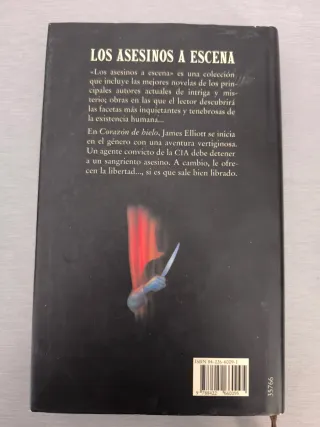 LOS ASESINOS A ESCENA
«Los asesinos a escena» es una colección
que incluye las mejores novelas de los prin-
cipales autores actuales de intriga y mis-
terio; obras en las que el lector descubrirá
las facetas más inquietantes y tenebrosas de
la existencia humana...
En Corazón de hielo, James Elliott se inicia
en el género con una aventura vertiginosa.
Un agente convicto de la CIA debe detener
a un sangriento asesino. A cambio, le ofre-
cen la libertad..., si es que sale bien librado.
35766